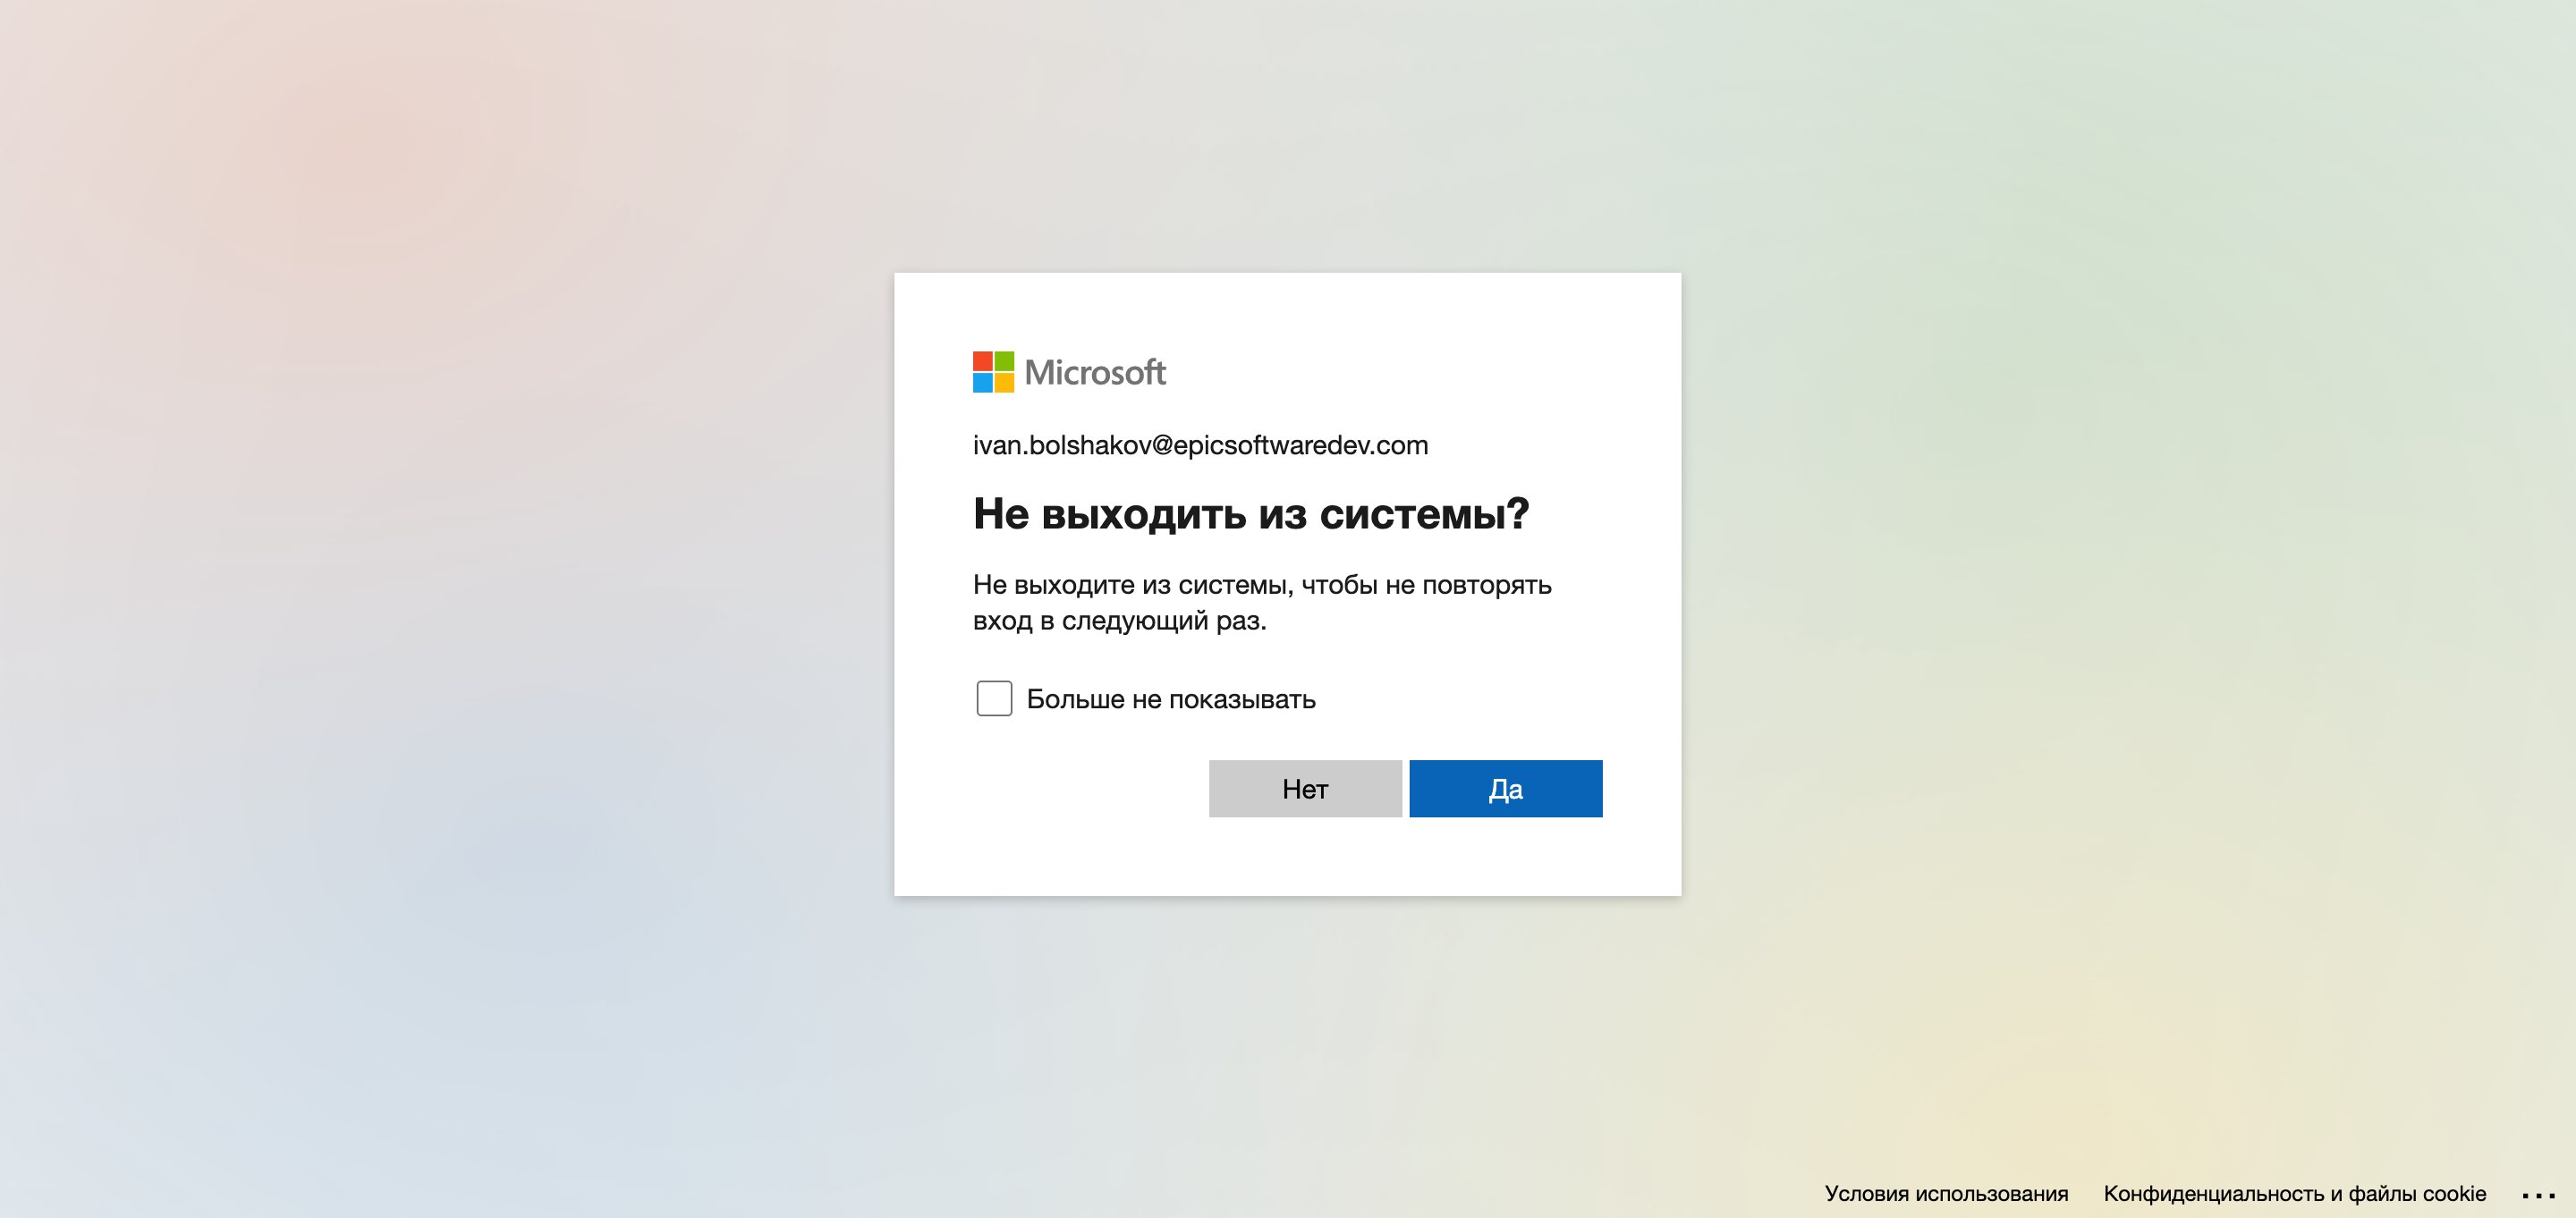 Microsoft
ivan.bolshakov@epicsoftwaredev.com
Не выходить из системы?
Не выходите из системы, чтобы не повторять
вход в следующий раз.
Больше не показывать
Нет Да
Условия использования Конфиденциальность и файлы cookie ...